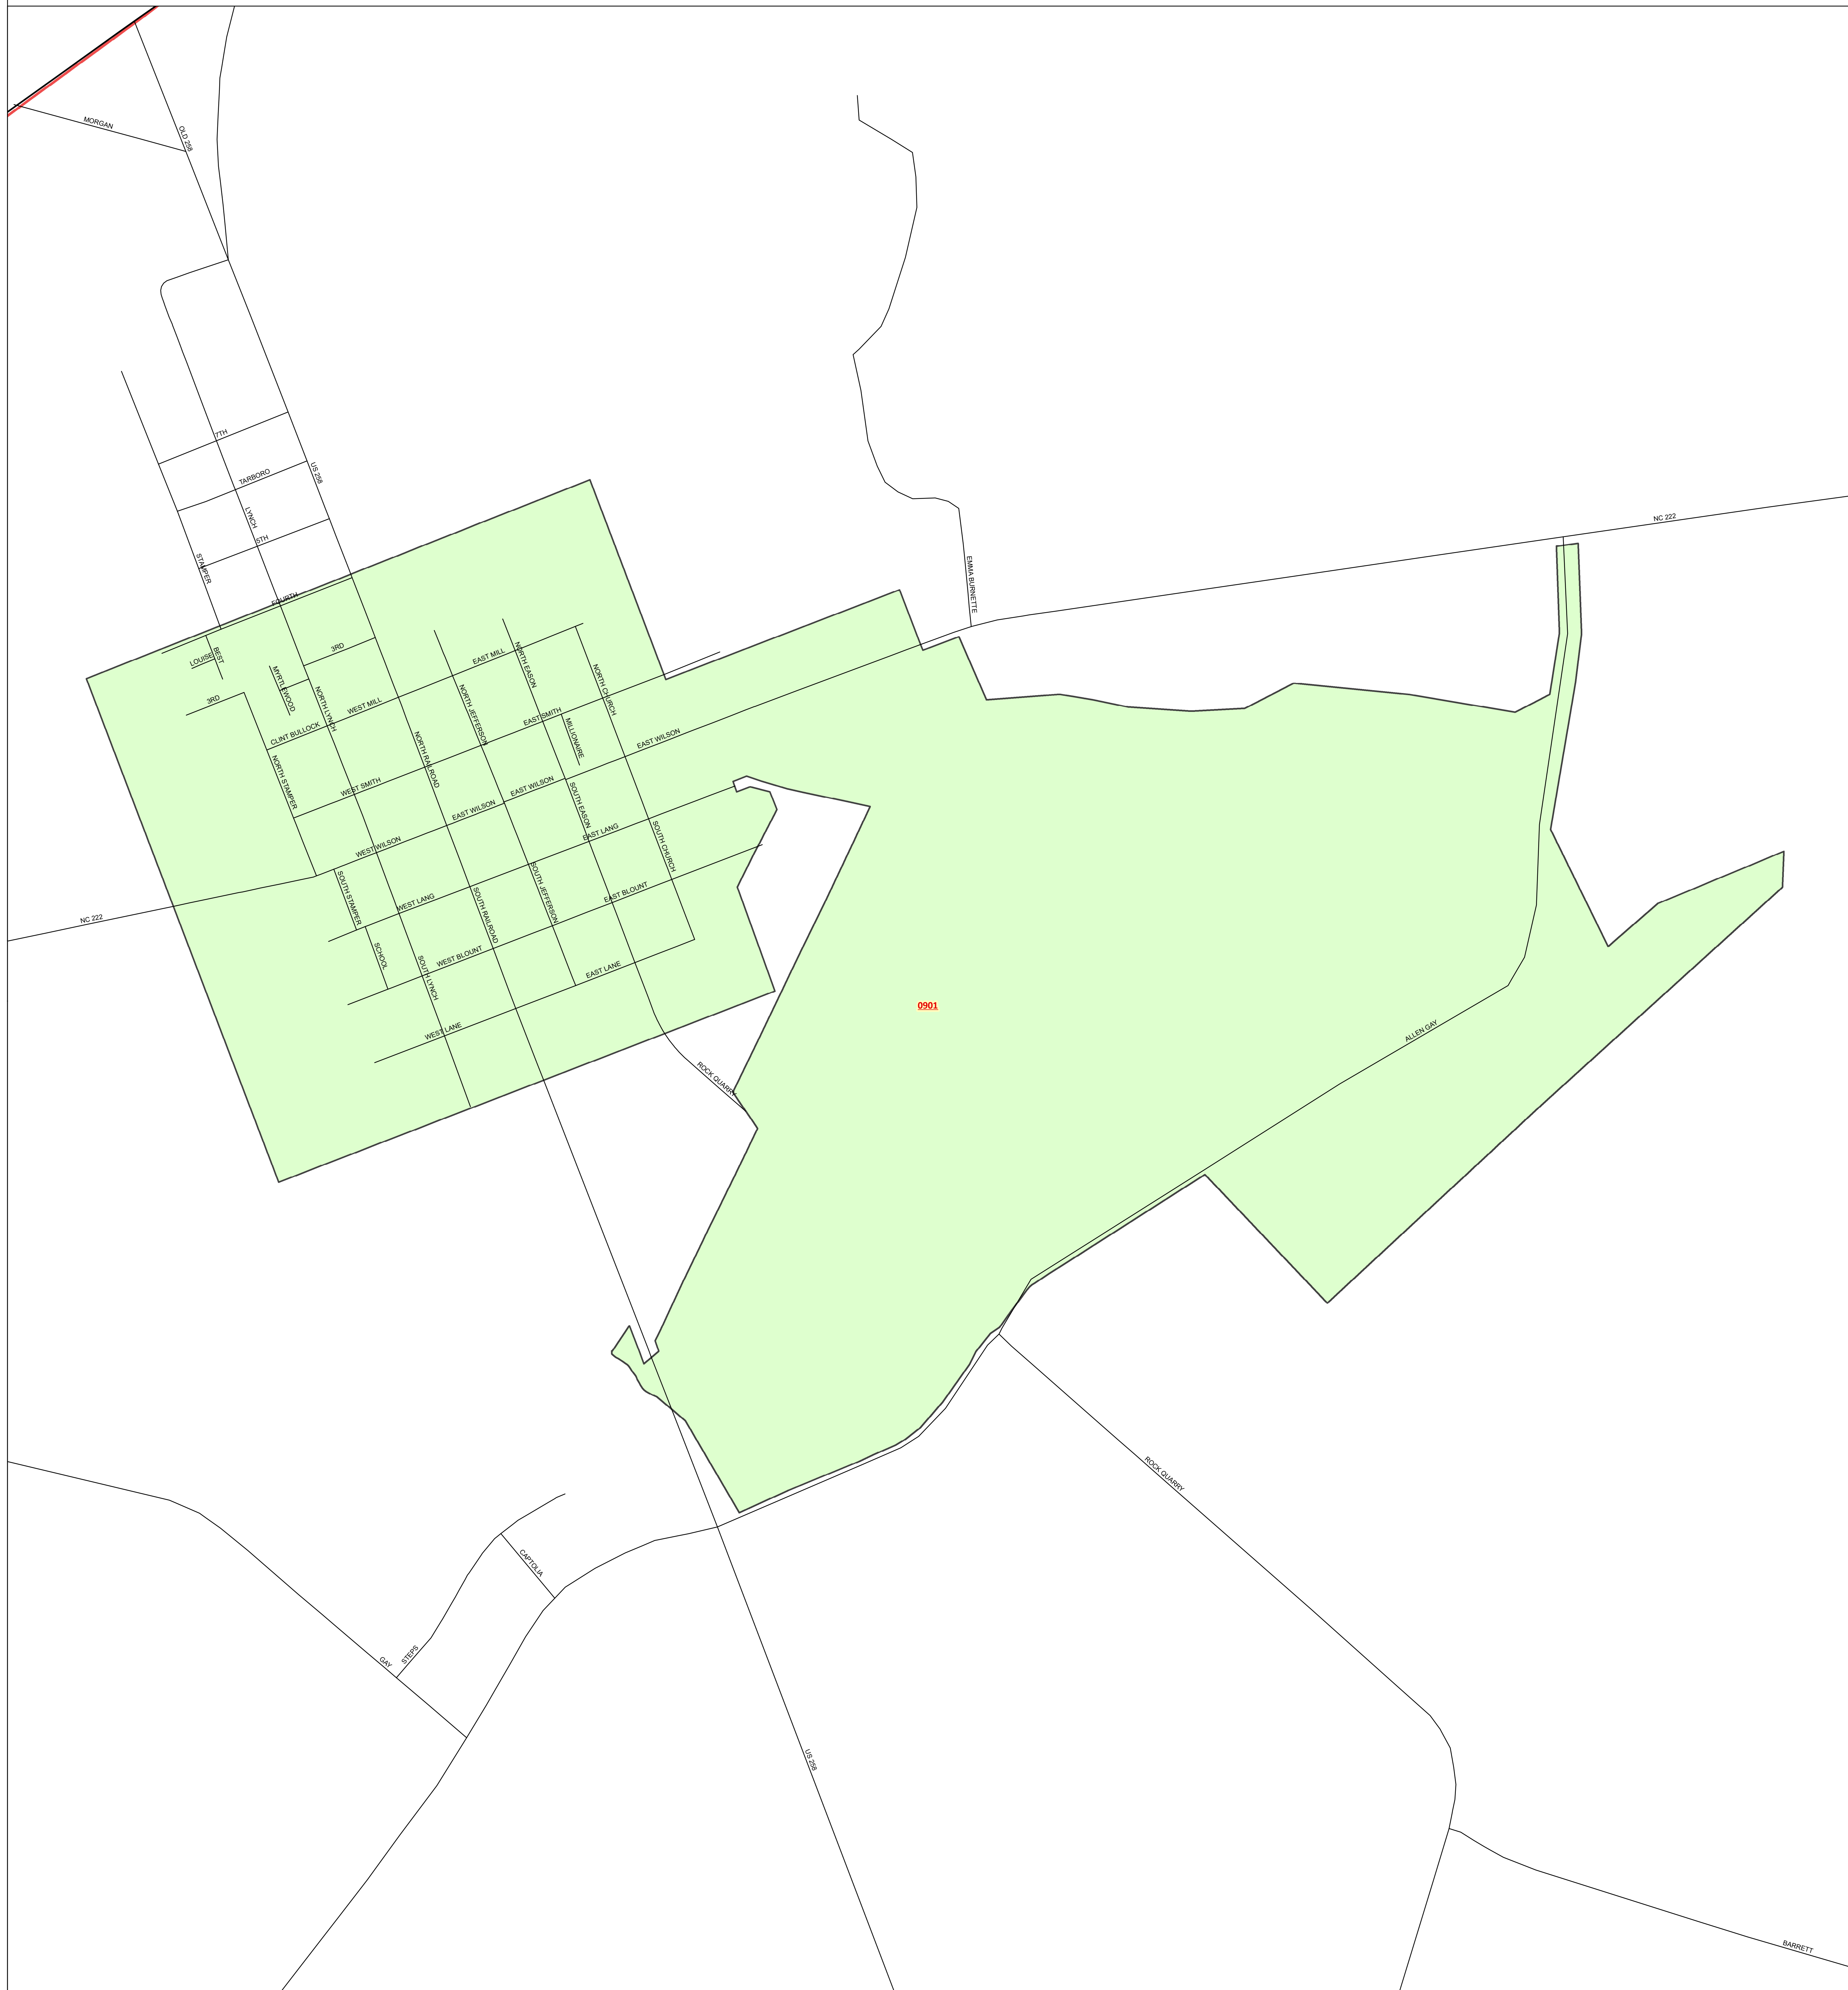 MORGAN
OLD 258
7TH
TARBORO
US 258
LYNCH
5TH
STAMPER
FOURTH
NC 222
EMMA BURNETTE
LOUISE
BEST
3RD
MYRTLEWOOD
3RD
NORTH LYNCH
EAST MILL
NORTH EASON
NORTH CHURCH
WEST MILL
NORTH JEFFERSON
CLINT BULLOCK
EAST SMITH
MILLIONAIRE
EAST WILSON
NORTH RAILROAD
NORTH STAMPER
WEST SMITH
EAST WILSON
EAST WILSON
SOUTH EASON
WEST WILSON
EAST LANG
SOUTH CHURCH
SOUTH STAMPER
WEST LANG
SOUTH JEFFERSON
EAST BLOUNT
SOUTH RAILROAD
NC 222
SCHOOL
WEST BLOUNT
SOUTH LYNCH
EAST LANE
WEST LANE
0901
ALLEN GAY
ROCK QUARRY
ROCK QUARRY
CAPTOLIA
STEPS
GAY
US 258
BARRETT